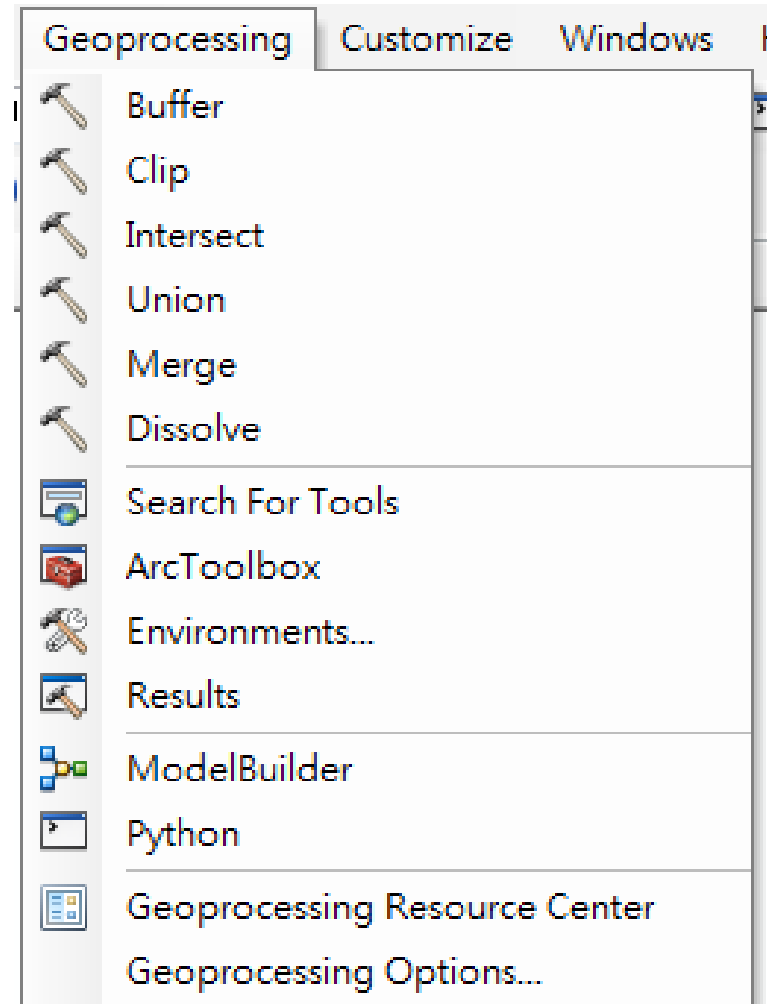 Geoprocessing Customize Windows
Buffer
Clip
Intersect
Union
Merge
Dissolve
Search For Tools
ArcToolbox
Environments...
Results
ModelBuilder
Python
Geoprocessing Resource Center
Geoprocessing Options...